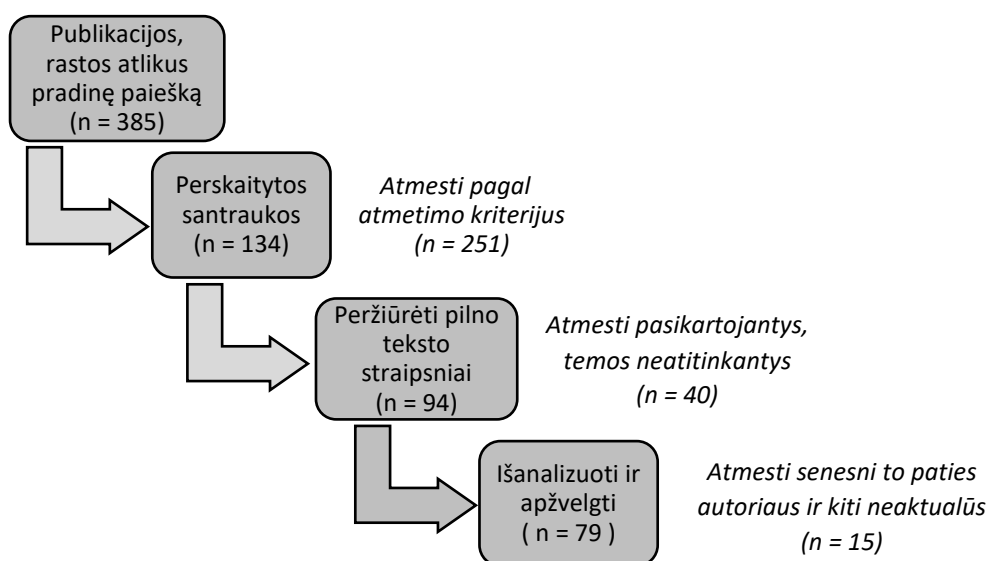 Publikacijos,
rastos atlikus
pradinę paiešką
(n = 385)
Perskaitytos
santraukos
(n = 134)
Atmesti pagal
atmetimo kriterijus
(n = 251)
Peržiūrėti pilno
teksto
straipsniai
(n = 94)
Atmesti pasikartojantys,
temos neatitinkantys
(n = 40)
Išanalizuoti ir
apžvelgti
( n = 79 )
Atmesti senesni to paties
autoriaus ir kiti neaktualūs
(n = 15)